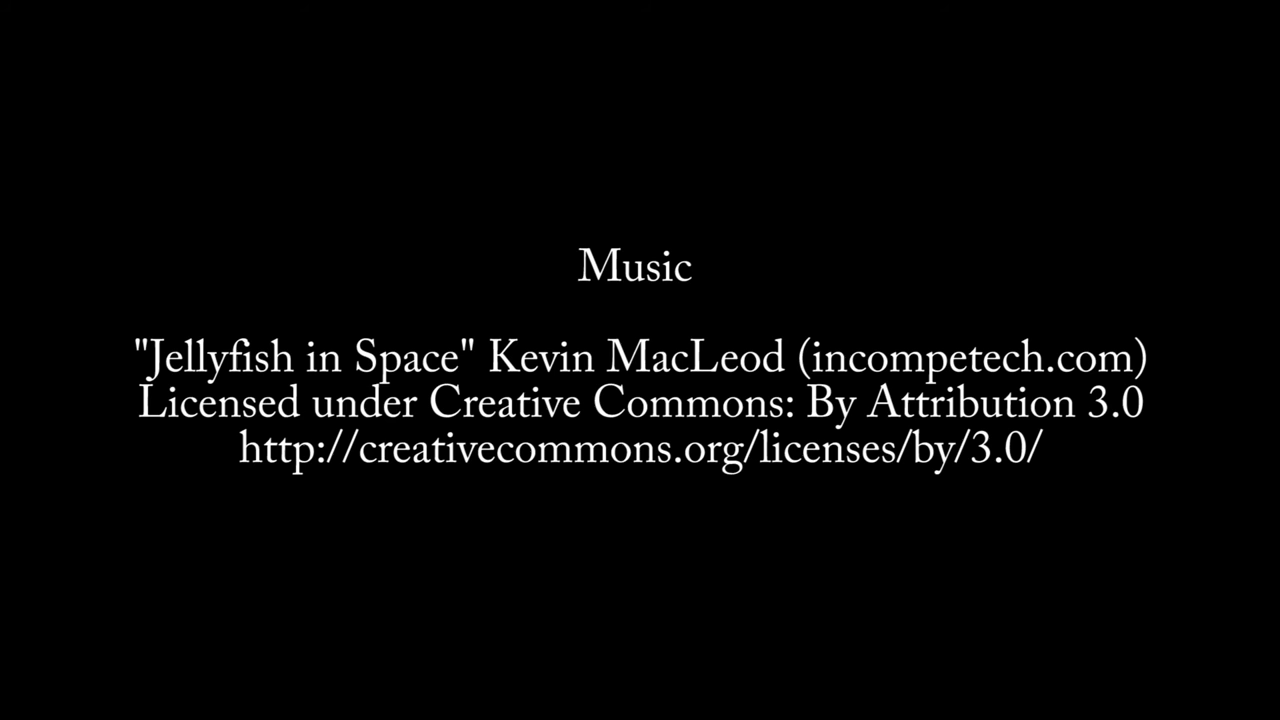 Music
"Jellyfish in Space" Kevin MacLeod (incompetech.com)
Licensed under Creative Commons: By Attribution 3.0
http://creativecommons.org/licenses/by/3.0/